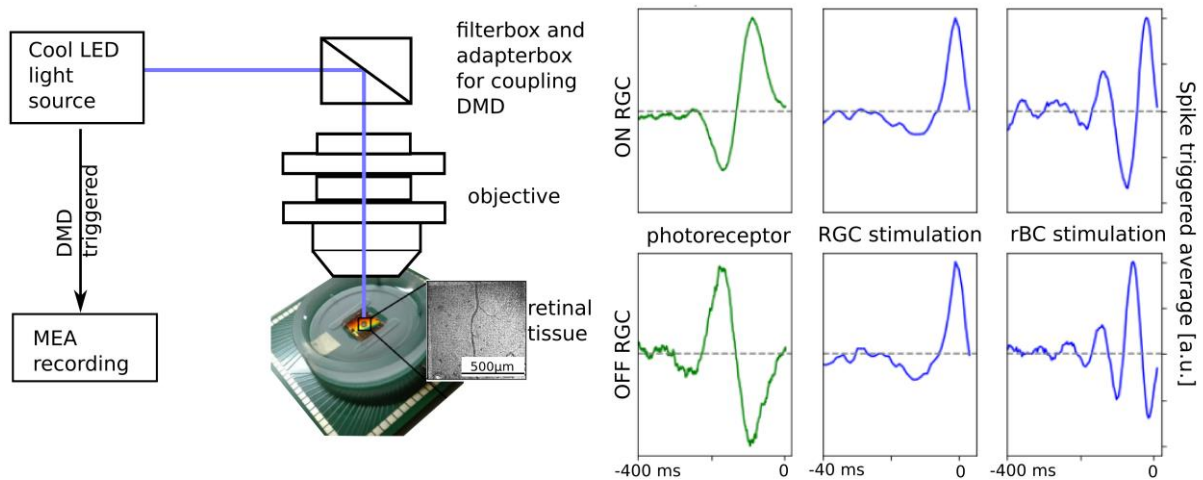 Cool LED
light
source
filterbox and
adapterbox
for coupling
DMD
DMD
triggered
objective
MEA
recording
retinal
tissue
500μm
ON RGC
photoreceptor
RGC stimulation
rBC stimulation
OFF RGC
-400 ms
0
-40 ms
0
-400 ms
0
Spike triggered average [a.u.]